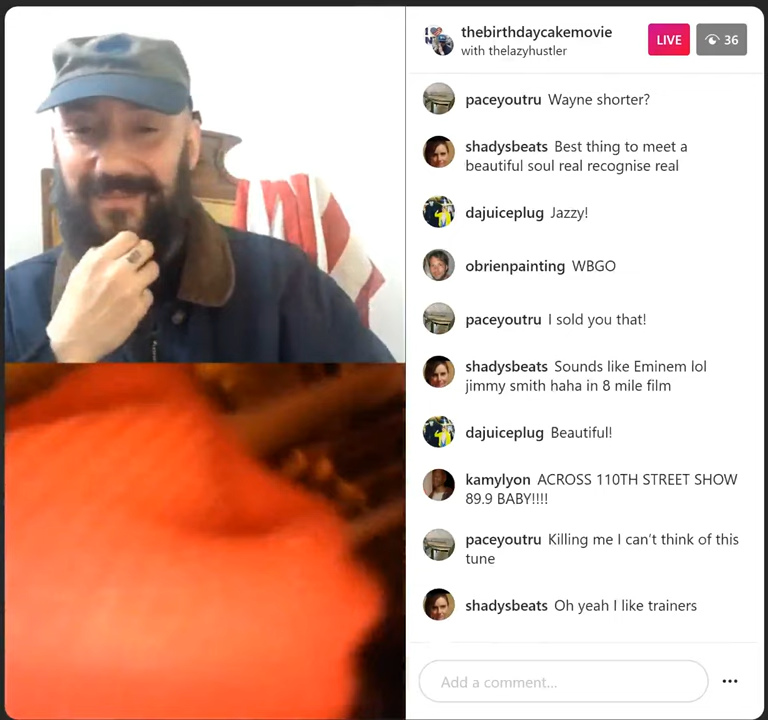 thebirthdaycakemovie
with thelazyhustler
LIVE
36
paceyoutru Wayne shorter?
shadysbeats Best thing to meet a
beautiful soul real recognise real
dajuiceplug Jazzy!
obrienpainting WBGO
paceyoutru I sold you that!
shadysbeats Sounds like Eminem lol
jimmy smith haha in 8 mile film
dajuiceplug Beautiful!
kamylyon ACROSS 110TH STREET SHOW
89.9 BABY!!!!
paceyoutru Killing me I can't think of this
tune
shadysbeats Oh yeah I like trainers
Add a comment...